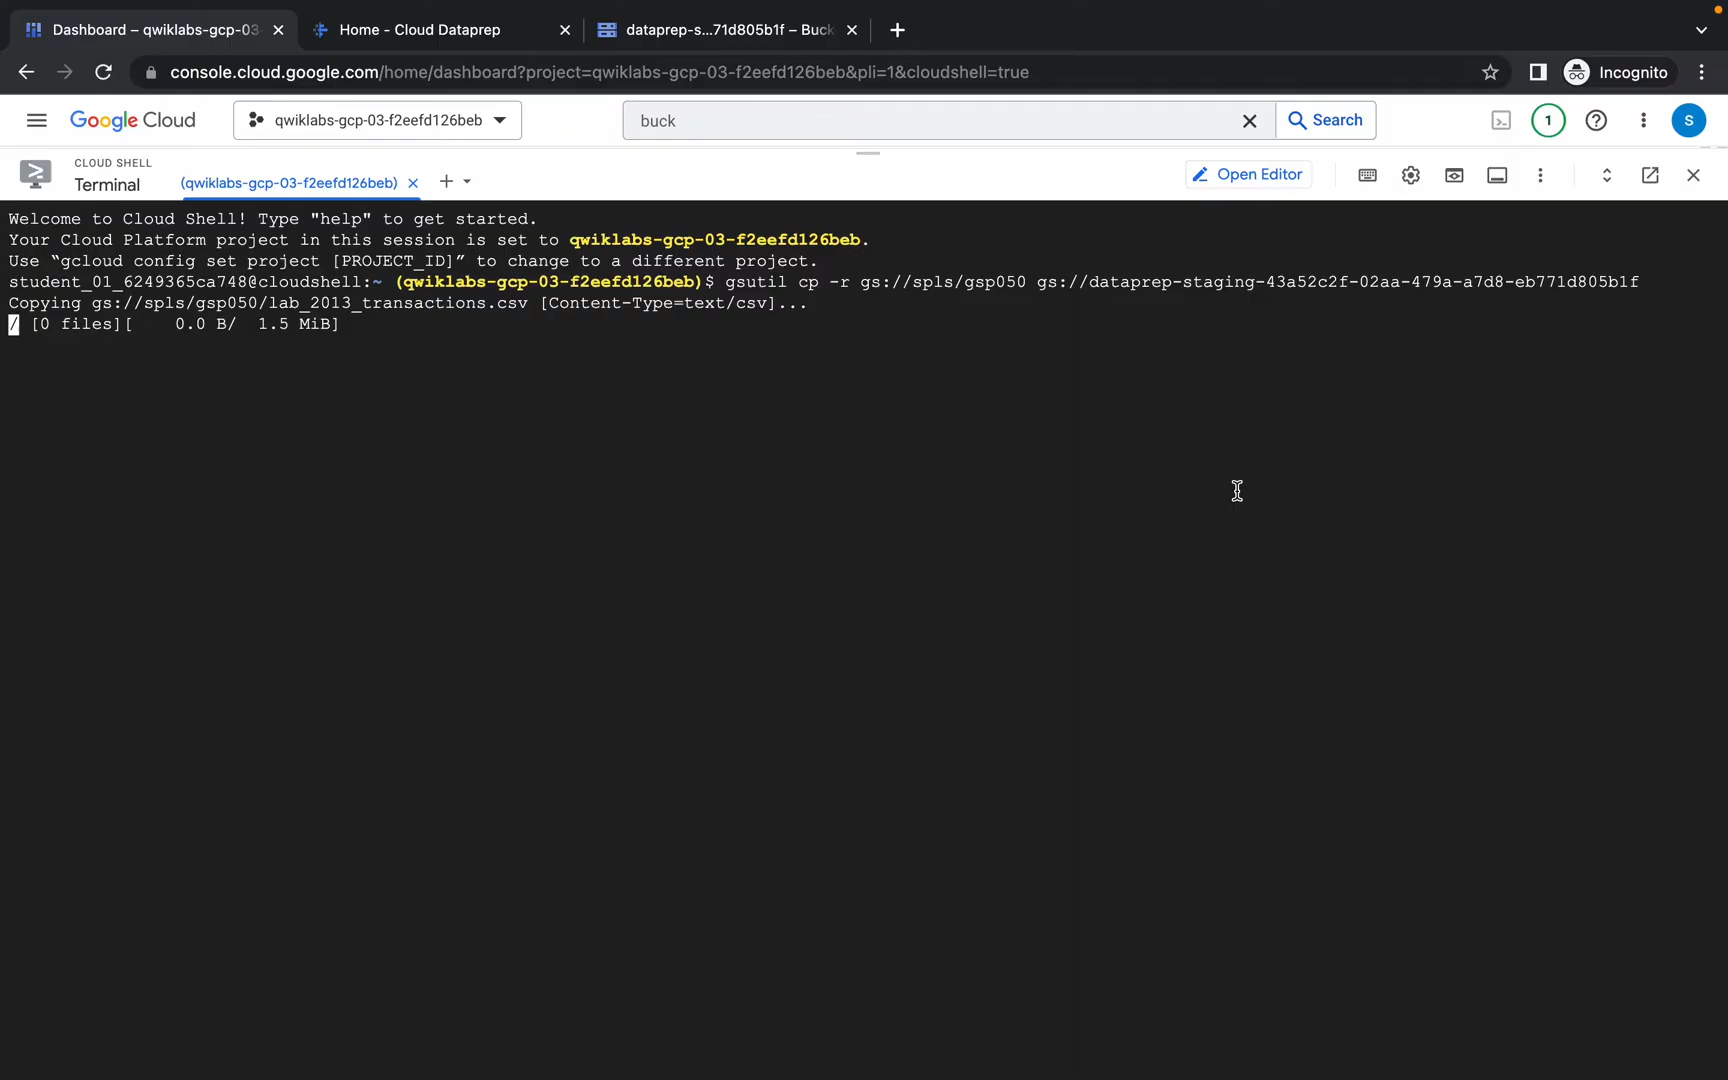 Dashboard – qwiklabs-gcp-03
Home - Cloud Dataprep
dataprep-s...71d805b1f – Buck
console.cloud.google.com/home/dashboard?project=qwiklabs-gcp-03-f2eefd126beb&pli=1&cloudshell=true
Incognito
Google Cloud
qwiklabs-gcp-03-f2eefd126beb
buck
Search
1
S
CLOUD SHELL
Terminal
(qwiklabs-gcp-03-f2eefd126beb)
Open Editor
Welcome to Cloud Shell! Type "help" to get started.
Your Cloud Platform project in this session is set to qwiklabs-gcp-03-f2eefd126beb.
Use “gcloud config set project [PROJECT_ID]” to change to a different project.
student_01_6249365ca748@cloudshell:~ (qwiklabs-gcp-03-f2eefd126beb)$ gsutil cp -r gs://spls/gsp050 gs://dataprep-staging-43a52c2f-02aa-479a-a7d8-eb771d805b1f
Copying gs://spls/gsp050/lab_2013_transactions.csv [Content-Type=text/csv]...
/ [0 files][    0.0 B/  1.5 MiB]